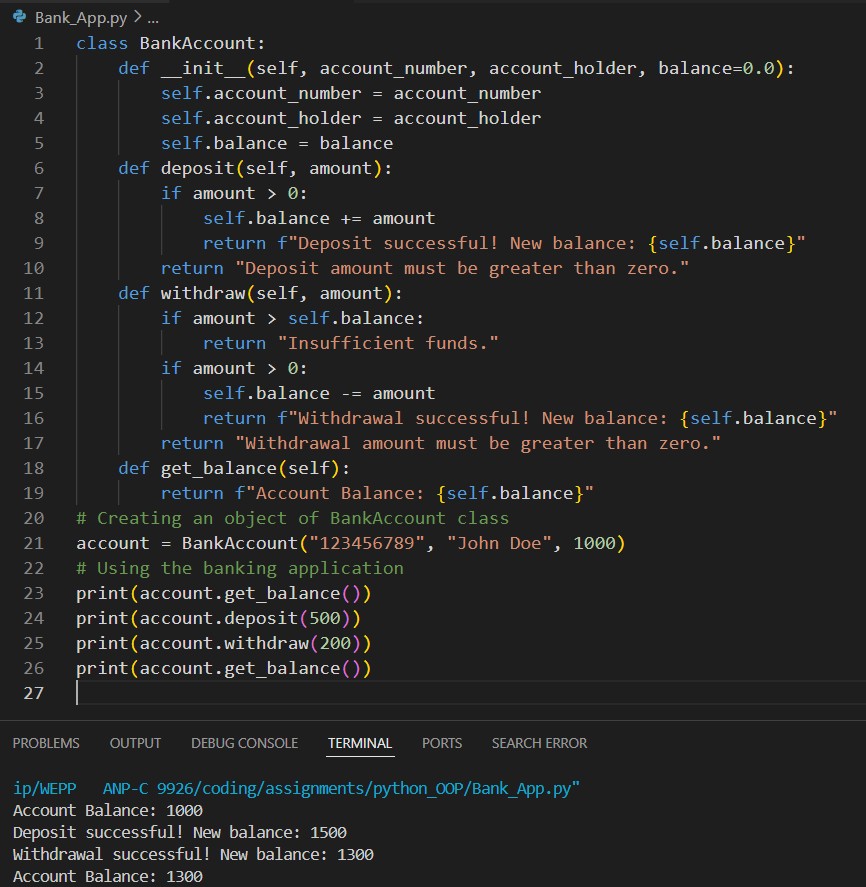 Bank_App.py > ...
1 class BankAccount:
2     def __init__(self, account_number, account_holder, balance=0.0):
3         self.account_number = account_number
4         self.account_holder = account_holder
5         self.balance = balance
6     def deposit(self, amount):
7         if amount > 0:
8             self.balance += amount
9             return f"Deposit successful! New balance: {self.balance}"
10         return "Deposit amount must be greater than zero."
11     def withdraw(self, amount):
12         if amount > self.balance:
13             return "Insufficient funds."
14         if amount > 0:
15             self.balance -= amount
16             return f"Withdrawal successful! New balance: {self.balance}"
17         return "Withdrawal amount must be greater than zero."
18     def get_balance(self):
19         return f"Account Balance: {self.balance}"
20 # Creating an object of BankAccount class
21 account = BankAccount("123456789", "John Doe", 1000)
22 # Using the banking application
23 print(account.get_balance())
24 print(account.deposit(500))
25 print(account.withdraw(200))
26 print(account.get_balance())
27
PROBLEMS OUTPUT DEBUG CONSOLE TERMINAL PORTS SEARCH ERROR
ip/WEPP   ANP-C 9926/coding/assignments/python_OOP/Bank_App.py"
Account Balance: 1000
Deposit successful! New balance: 1500
Withdrawal successful! New balance: 1300
Account Balance: 1300